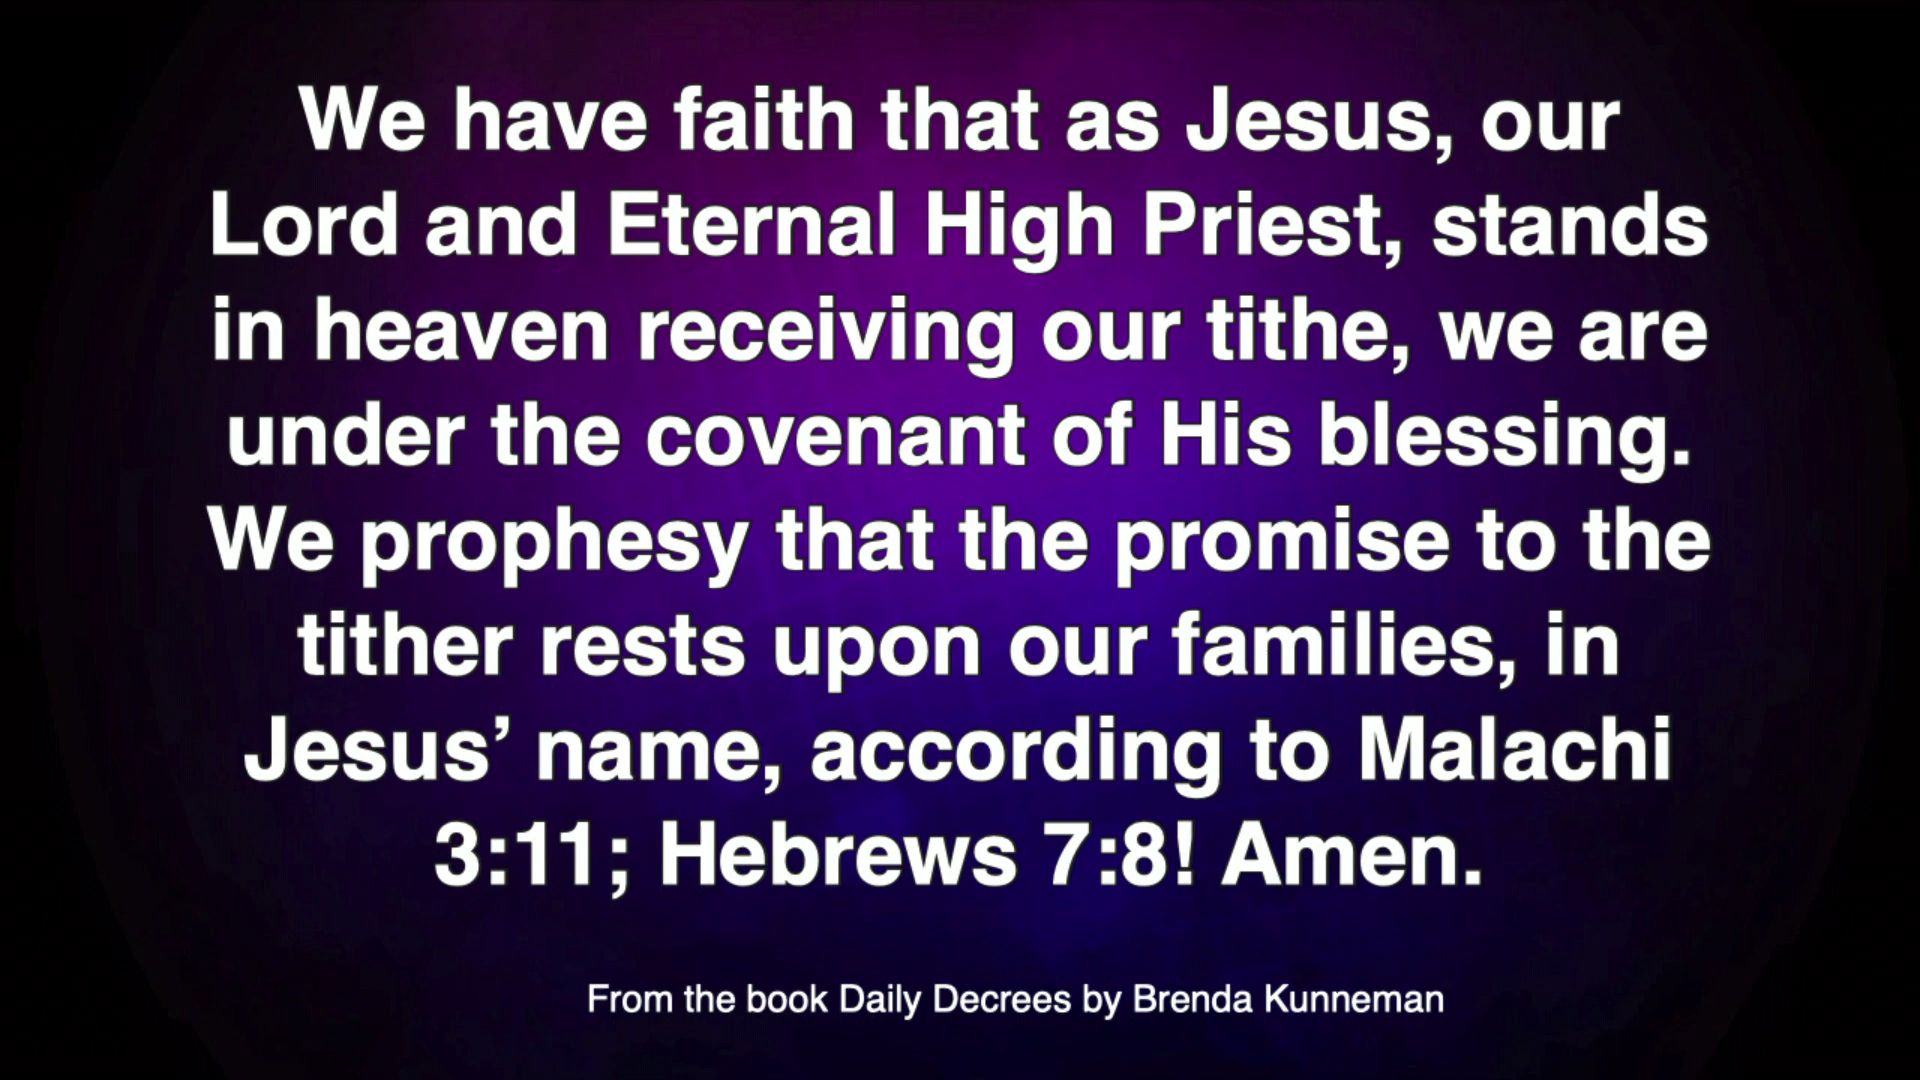 We have faith that as Jesus, our
Lord and Eternal High Priest, stands
in heaven receiving our tithe, we are
under the covenant of His blessing.
We prophesy that the promise to the
tither rests upon our families, in
Jesus’ name, according to Malachi
3:11; Hebrews 7:8! Amen.
From the book Daily Decrees by Brenda Kunneman